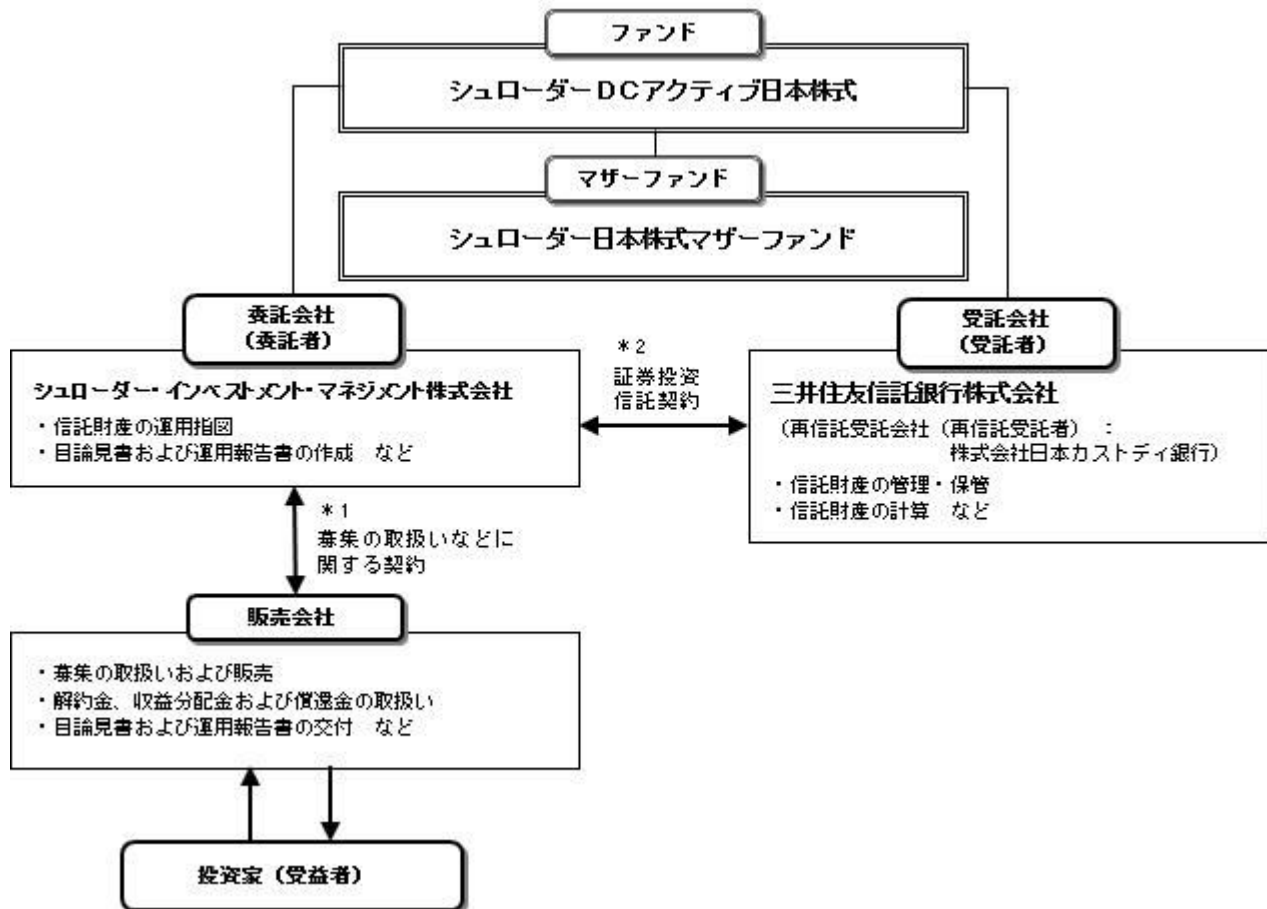 ファンド
シュローダーDCアクティブ日本株式
マザーファンド
シュローダー日本株式マザーファンド
委託会社
(委託者)
シュローダー・インベストメント・マネジメント株式会社
・信託財産の運用指図
・目論見書および運用報告書の作成 など
*2
証券投資
信託契約
受託会社
(受託者)
三井住友信託銀行株式会社
(再信託受託会社(再信託受託者) :
株式会社日本カストディ銀行)
・信託財産の管理・保管
・信託財産の計算 など
*1
募集の取扱いなどに
関する契約
販売会社
・募集の取扱いおよび販売
・解約金、収益分配金および償還金の取扱い
・目論見書および運用報告書の交付 など
投資家(受益者)